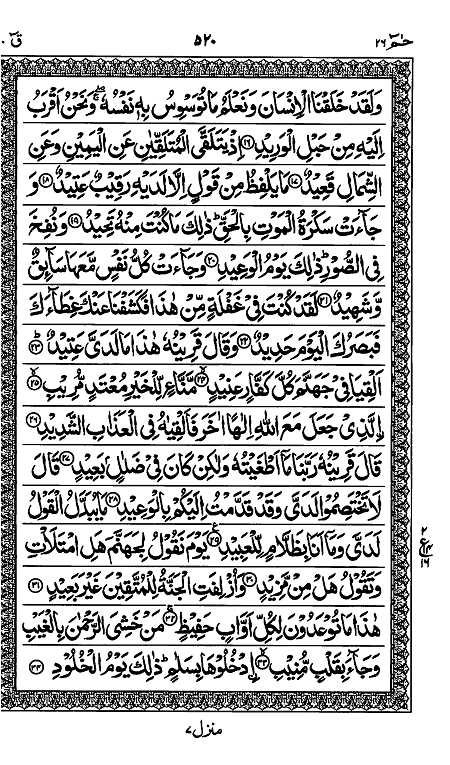 حٰمٓ ٢٦ ٥٢٠ قٓ ٥٠
وَلَقَدْ خَلَقْنَا الْاِنْسَانَ وَنَعْلَمُ مَا تُوَسْوِسُ بِهٖ نَفْسُهٗ ۖۚ وَنَحْنُ اَقْرَبُ
اِلَيْهِ مِنْ حَبْلِ الْوَرِيْدِ ﴿١٦﴾ اِذْ يَتَلَقَّى الْمُتَلَقِّيٰنِ عَنِ الْيَمِيْنِ وَعَنِ
الشِّمَالِ قَعِيْدٌ ﴿١٧﴾ مَا يَلْفِظُ مِنْ قَوْلٍ اِلَّا لَدَيْهِ رَقِيْبٌ عَتِيْدٌ ﴿١٨﴾ وَ
جَآءَتْ سَكْرَةُ الْمَوْتِ بِالْحَقِّ ؕ ذٰلِكَ مَا كُنْتَ مِنْهُ تَحِيْدُ ﴿١٩﴾ وَنُفِخَ
فِى الصُّوْرِ ؕ ذٰلِكَ يَوْمُ الْوَعِيْدِ ﴿٢٠﴾ وَجَآءَتْ كُلُّ نَفْسٍ مَّعَهَا سَآئِقٌ
وَّشَهِيْدٌ ﴿٢١﴾ لَقَدْ كُنْتَ فِىْ غَفْلَةٍ مِّنْ هٰذَا فَكَشَفْنَا عَنْكَ غِطَآءَكَ
فَبَصَرُكَ الْيَوْمَ حَدِيْدٌ ﴿٢٢﴾ وَقَالَ قَرِيْنُهٗ هٰذَا مَا لَدَىَّ عَتِيْدٌ ؕ ﴿٢٣﴾
اَلْقِيَا فِىْ جَهَنَّمَ كُلَّ كَفَّارٍ عَنِيْدٍ ۙ ﴿٢٤﴾ مَّنَّاعٍ لِّلْخَيْرِ مُعْتَدٍ مُّرِيْبِ ۙ ﴿٢٥﴾
اِۨلَّذِىْ جَعَلَ مَعَ اللّٰهِ اِلٰهًا اٰخَرَ فَاَلْقِيٰهُ فِى الْعَذَابِ الشَّدِيْدِ ﴿٢٦﴾
قَالَ قَرِيْنُهٗ رَبَّنَا مَاۤ اَطْغَيْتُهٗ وَلٰكِنْ كَانَ فِىْ ضَلٰلٍۭ بَعِيْدٍ ﴿٢٧﴾ قَالَ
لَا تَخْتَصِمُوْا لَدَىَّ وَقَدْ قَدَّمْتُ اِلَيْكُمْ بِالْوَعِيْدِ ﴿٢٨﴾ مَا يُبَدَّلُ الْقَوْلُ
لَدَىَّ وَمَاۤ اَنَا بِظَلَّامٍ لِّلْعَبِيْدِ ﴿٢٩﴾ يَوْمَ نَقُوْلُ لِجَهَنَّمَ هَلِ امْتَلَاْتِ
وَتَقُوْلُ هَلْ مِنْ مَّزِيْدٍ ﴿٣٠﴾ وَاُزْلِفَتِ الْجَنَّةُ لِلْمُتَّقِيْنَ غَيْرَ بَعِيْدٍ ﴿٣١﴾
هٰذَا مَا تُوْعَدُوْنَ لِكُلِّ اَوَّابٍ حَفِيْظٍ ۚ ﴿٣٢﴾ مَنْ خَشِىَ الرَّحْمٰنَ بِالْغَيْبِ
وَجَآءَ بِقَلْبٍ مُّنِيْبِ ۙ ﴿٣٣﴾ اِۨدْخُلُوْهَا بِسَلٰمٍ ؕ ذٰلِكَ يَوْمُ الْخُلُوْدِ ﴿٣٤﴾
ع ٢ ١٤ ١٦
منزل ٧